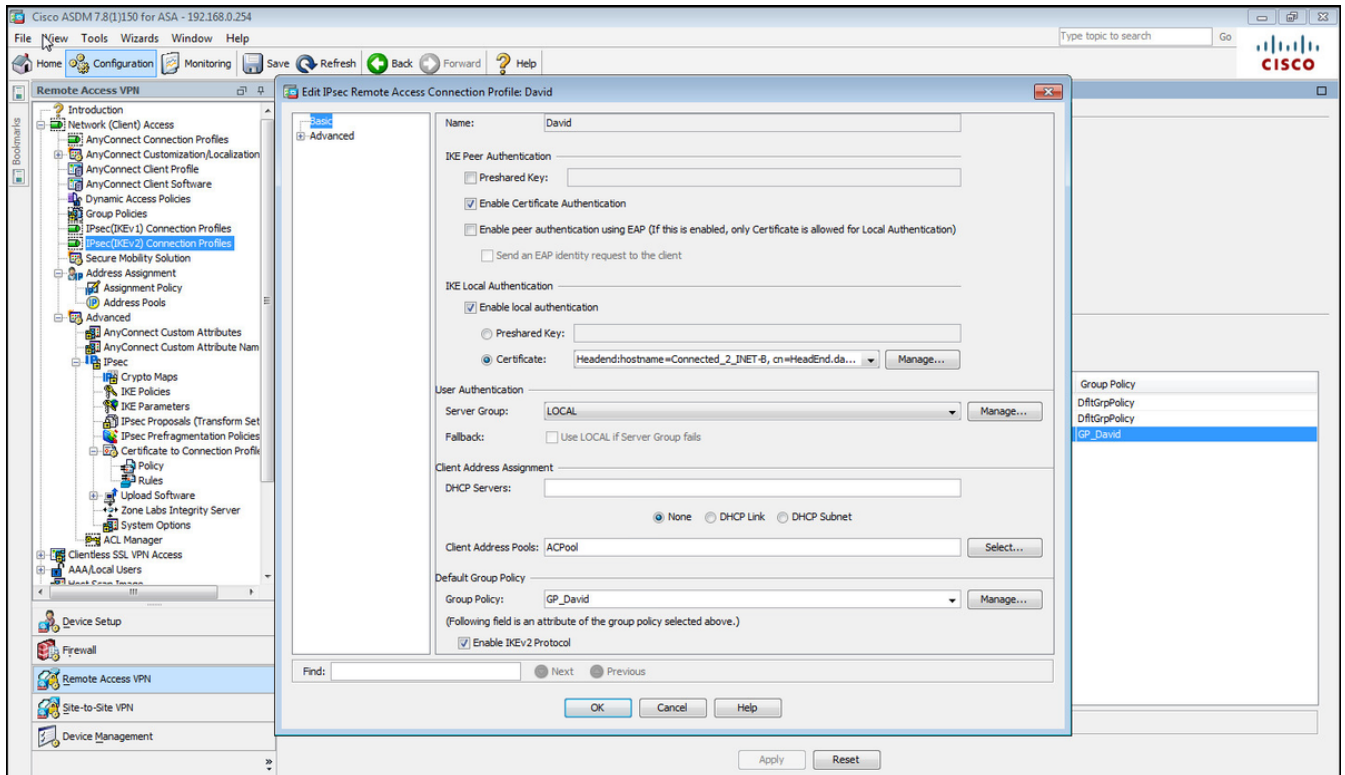 Cisco ASDM 7.8(1)150 for ASA - 192.168.0.254
File View Tools Wizards Window Help
Type topic to search Go
Home Configuration Monitoring Save Refresh Back Forward Help
CISCO
Bookmarks
Remote Access VPN
Introduction
Network (Client) Access
AnyConnect Connection Profiles
AnyConnect Customization/Localization
AnyConnect Client Profile
AnyConnect Client Software
Dynamic Access Policies
Group Policies
IPsec(IKEv1) Connection Profiles
IPsec(IKEv2) Connection Profiles
Secure Mobility Solution
Address Assignment
Assignment Policy
Address Pools
Advanced
AnyConnect Custom Attributes
AnyConnect Custom Attribute Nam
IPsec
Crypto Maps
IKE Policies
IKE Parameters
IPsec Proposals (Transform Set
IPsec Prefragmentation Policies
Certificate to Connection Profile
Policy
Rules
Upload Software
Zone Labs Integrity Server
System Options
ACL Manager
Clientless SSL VPN Access
AAA/Local Users
Host Scan Image
Device Setup
Firewall
Remote Access VPN
Site-to-Site VPN
Device Management
Edit IPsec Remote Access Connection Profile: David
Basic
Advanced
Name: David
IKE Peer Authentication
Preshared Key:
Enable Certificate Authentication
Enable peer authentication using EAP (If this is enabled, only Certificate is allowed for Local Authentication)
Send an EAP identity request to the client
IKE Local Authentication
Enable local authentication
Preshared Key:
Certificate: Headend:hostname=Connected_2_INET-B, cn=HeadEnd.da... Manage...
User Authentication
Server Group: LOCAL Manage...
Fallback: Use LOCAL if Server Group fails
Client Address Assignment
DHCP Servers:
None DHCP Link DHCP Subnet
Client Address Pools: ACPool Select...
Default Group Policy
Group Policy: GP_David Manage...
(Following field is an attribute of the group policy selected above.)
Enable IKEv2 Protocol
Find: Next Previous
OK Cancel Help
Group Policy
DfltGrpPolicy
DfltGrpPolicy
GP_David
Apply Reset